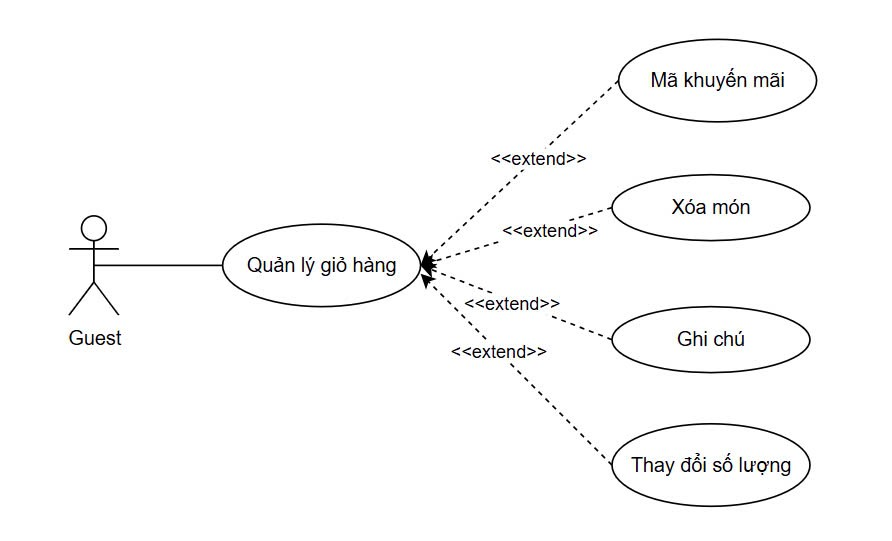 Mã khuyến mãi
<<extend>>
Xóa món
<<extend>>
Quản lý giỏ hàng
<<extend>>
Guest
Ghi chú
<<extend>>
Thay đổi số lượng